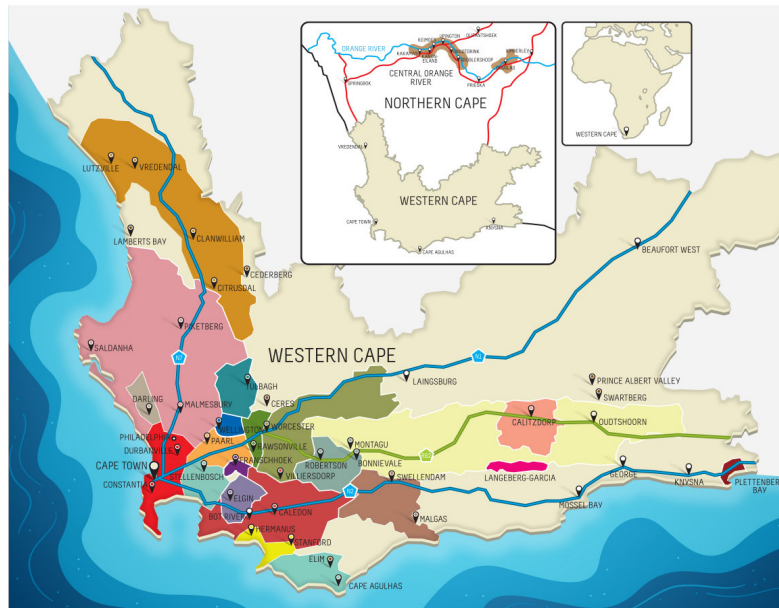 UPINGTON
KEIMOES
ORANGE RIVER
KAKAMAS
EILAND
GROBLERSHOOP
KIMBERLEY
CENTRAL ORANGE
RIVER
PRIESKA
SPRINGBOK
NORTHERN CAPE
VREDENDAL
WESTERN CAPE
CAPE TOWN
KNYSNA
CAPE AGULHAS
WESTERN CAPE
LUTZVILLE
VREDENDAL
LAMBERTS BAY
CLANWILLIAM
CEDERBERG
CITRUSDAL
BEAUFORT WEST
PIKETBERG
SALDANHA
N7
WESTERN CAPE
N1
TULBAGH
LAINGSBURG
PRINCE ALBERT VALLEY
SWARTBERG
DARLING
MALMESBURY
CERES
CALITZDORP
OUDTSHOORN
WELLINGTON
WORCESTER
PHILADELPHIA
PAARL
DURBANVILLE
RAWSONVILLE
MONTAGU
FRANSCHHOEK
ROBERTSON
BONNIEVALE
R62
CAPE TOWN
STELLENBOSCH
VILLIERSDORP
SWELLENDAM
LANGEBERG-GARCIA
GEORGE
KNYSNA
PLETTENBERG
BAY
CONSTANTIA
ELGIN
N2
MOSSEL BAY
BOT RIVER
CALEDON
MALGAS
HERMANUS
STANFORD
ELIM
CAPE AGULHAS